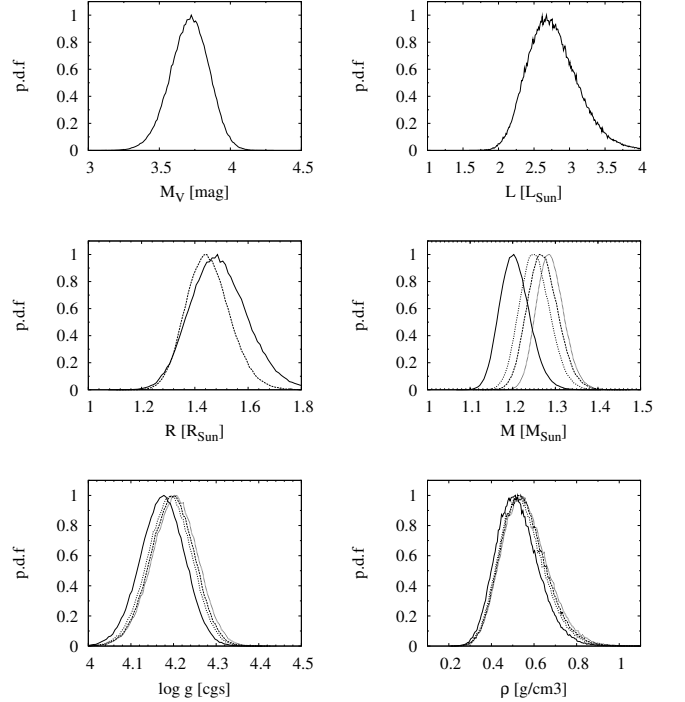 p.d.f
1
0.8
0.6
0.4
0.2
0
3 3.5 4 4.5
M_V [mag]
p.d.f
1
0.8
0.6
0.4
0.2
0
1 1.5 2 2.5 3 3.5 4
L [L_Sun]
p.d.f
1
0.8
0.6
0.4
0.2
0
1 1.2 1.4 1.6 1.8
R [R_Sun]
p.d.f
1
0.8
0.6
0.4
0.2
0
1 1.1 1.2 1.3 1.4 1.5
M [M_Sun]
p.d.f
1
0.8
0.6
0.4
0.2
0
4 4.1 4.2 4.3 4.4 4.5
log g [cgs]
p.d.f
1
0.8
0.6
0.4
0.2
0
0.2 0.4 0.6 0.8 1
ρ [g/cm3]